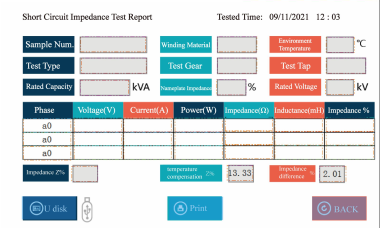 Short Circuit Impedance Test Report Tested Time: 09/11/2021 12 : 03
Sample Num. Winding Material Environment Temperature °C
Test Type Test Gear Test Tap
Rated Capacity kVA Nameplate Impedance % Rated Voltage kV
Phase Voltage(V) Current(A) Power(W) Impedance(Ω) Inductance(mH) Impedance %
a0
a0
a0
Impedance Z% temperature compensation Z% 13.33 Impedance difference % 2.01
U disk Print BACK